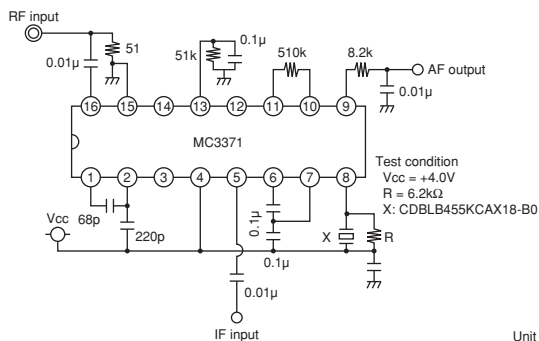 RF input
0.01μ
51
51k
0.1μ
510k
8.2k
AF output
0.01μ
16 15 14 13 12 11 10 9
MC3371
1 2 3 4 5 6 7 8
Test condition
Vcc = +4.0V
R = 6.2kΩ
X: CDBLB455KCAX18-B0
Vcc
68p
220p
0.1μ
0.1μ
X
R
0.01μ
IF input
Unit